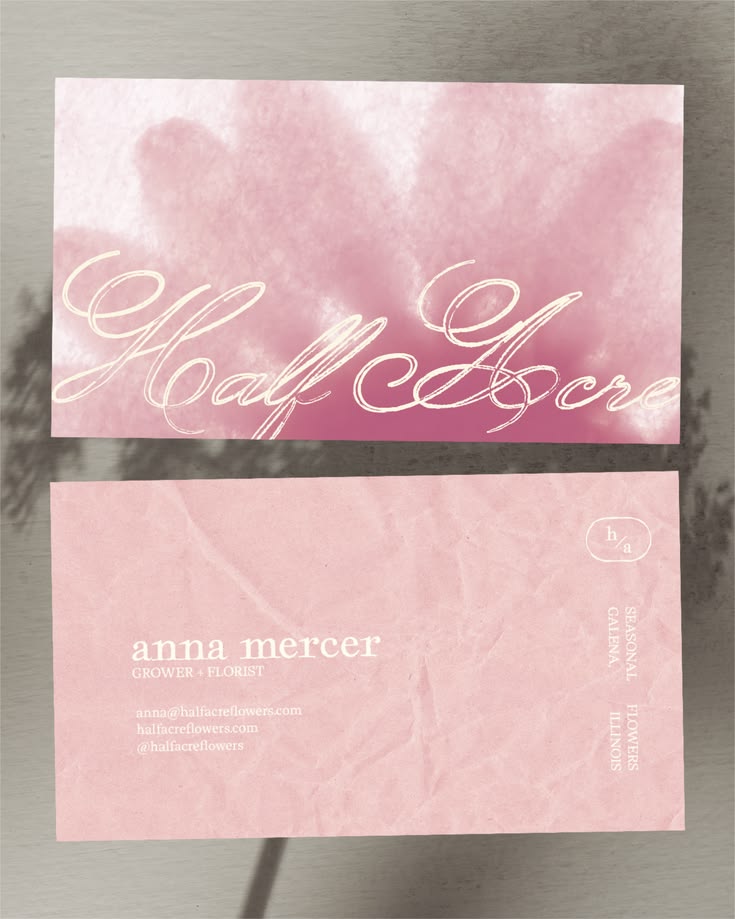 Half Acre
h/a
anna mercer
GROWER + FLORIST
anna@halfacreflowers.com
halfacreflowers.com
@halfacreflowers
SEASONAL FLOWERS
GALENA, ILLINOIS